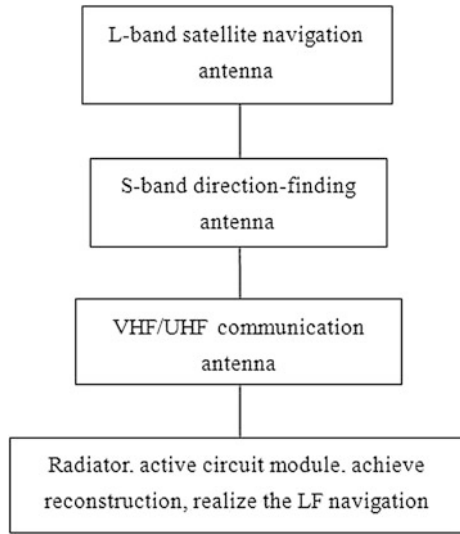 L-band satellite navigation
antenna
S-band direction-finding
antenna
VHF/UHF communication
antenna
Radiator. active circuit module. achieve
reconstruction, realize the LF navigation